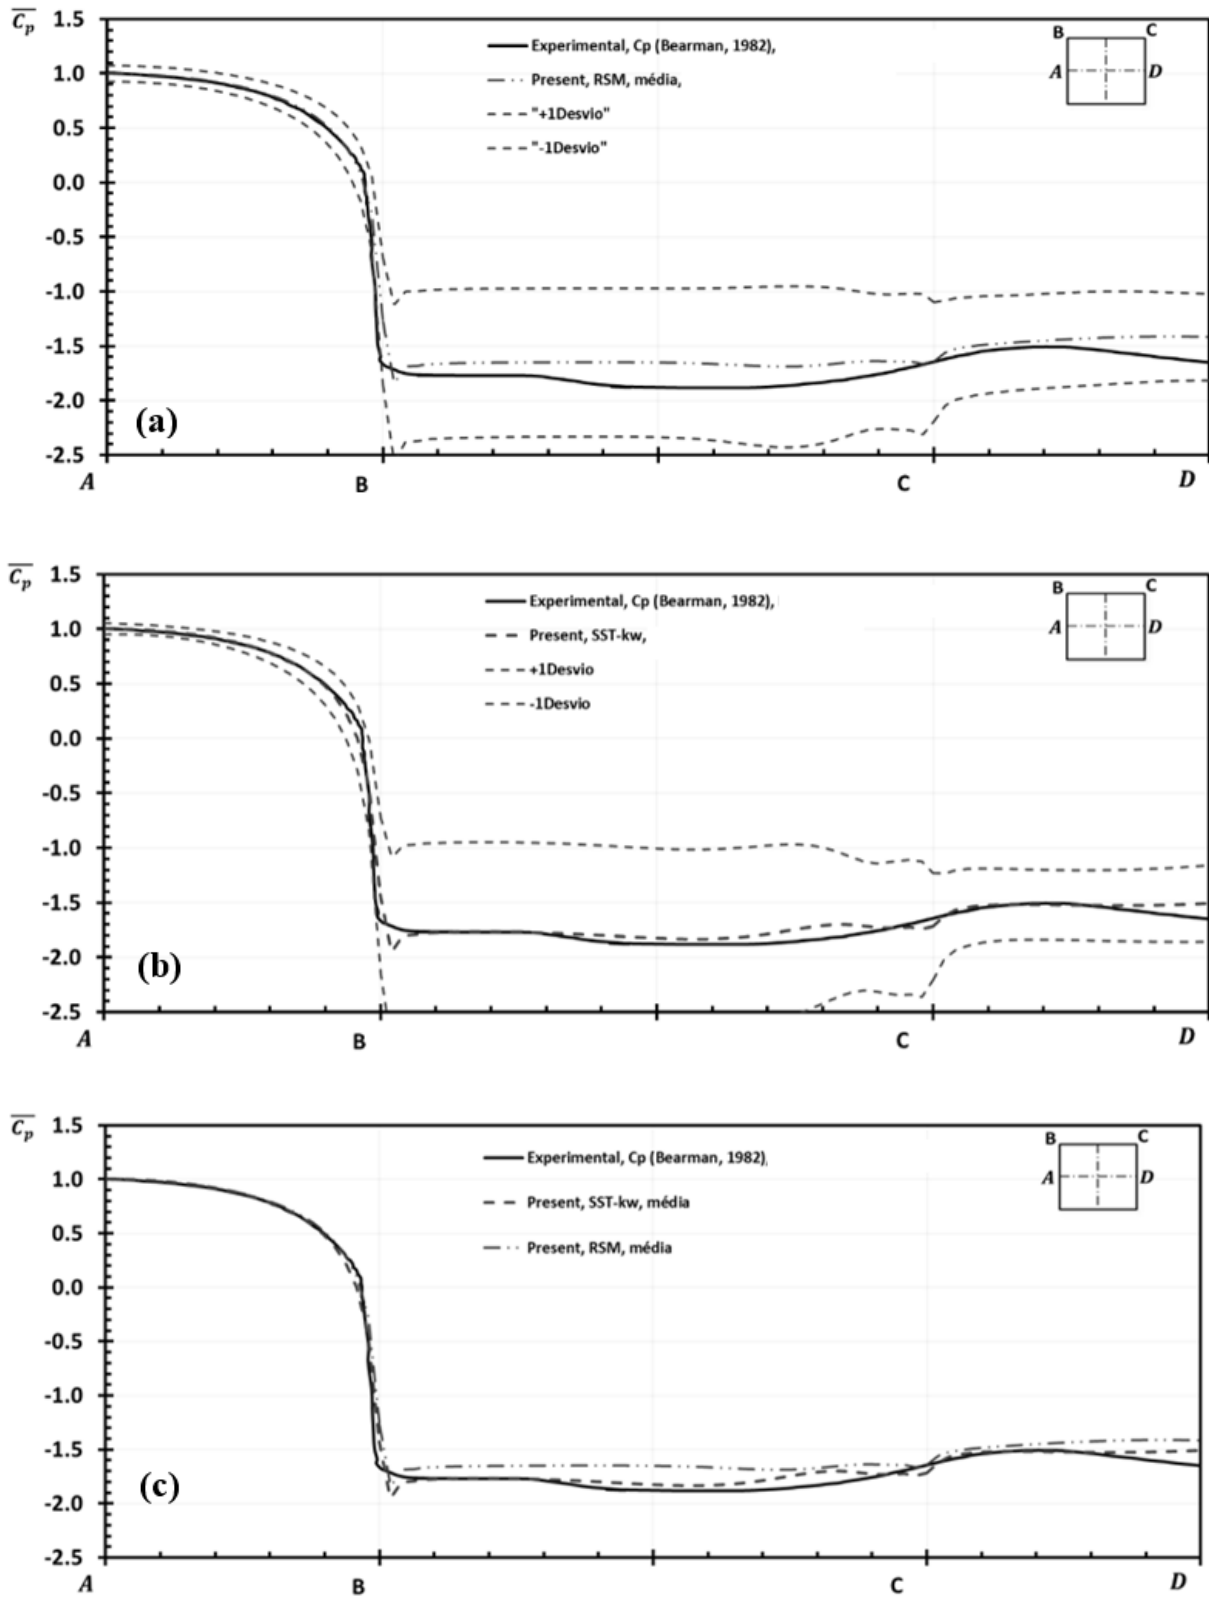 C̅p̅
1.5
1.0
0.5
0.0
-0.5
-1.0
-1.5
-2.0
-2.5
Experimental, Cp (Bearman, 1982),
Present, RSM, média,
"+1Desvio"
"-1Desvio"
B C
A D
(a)
A B C D
C̅p̅
1.5
1.0
0.5
0.0
-0.5
-1.0
-1.5
-2.0
-2.5
Experimental, Cp (Bearman, 1982),
Present, SST-kw,
+1Desvio
-1Desvio
B C
A D
(b)
A B C D
C̅p̅
1.5
1.0
0.5
0.0
-0.5
-1.0
-1.5
-2.0
-2.5
Experimental, Cp (Bearman, 1982),
Present, SST-kw, média
Present, RSM, média
B C
A D
(c)
A B C D